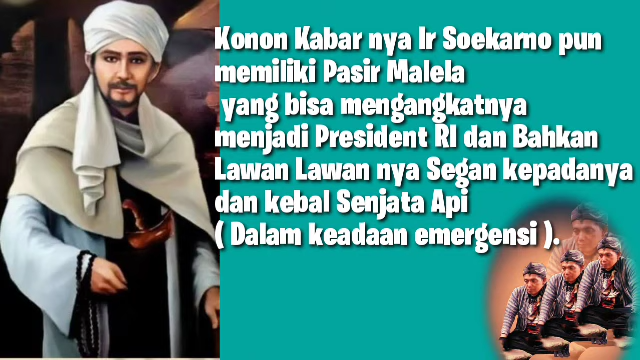 Konon Kabar nya Ir Soekarno pun
memiliki Pasir Malela
yang bisa mengangkatnya
menjadi President RI dan Bahkan
Lawan Lawan nya Segan kepadanya
dan kebal Senjata Api
( Dalam keadaan emergensi ).